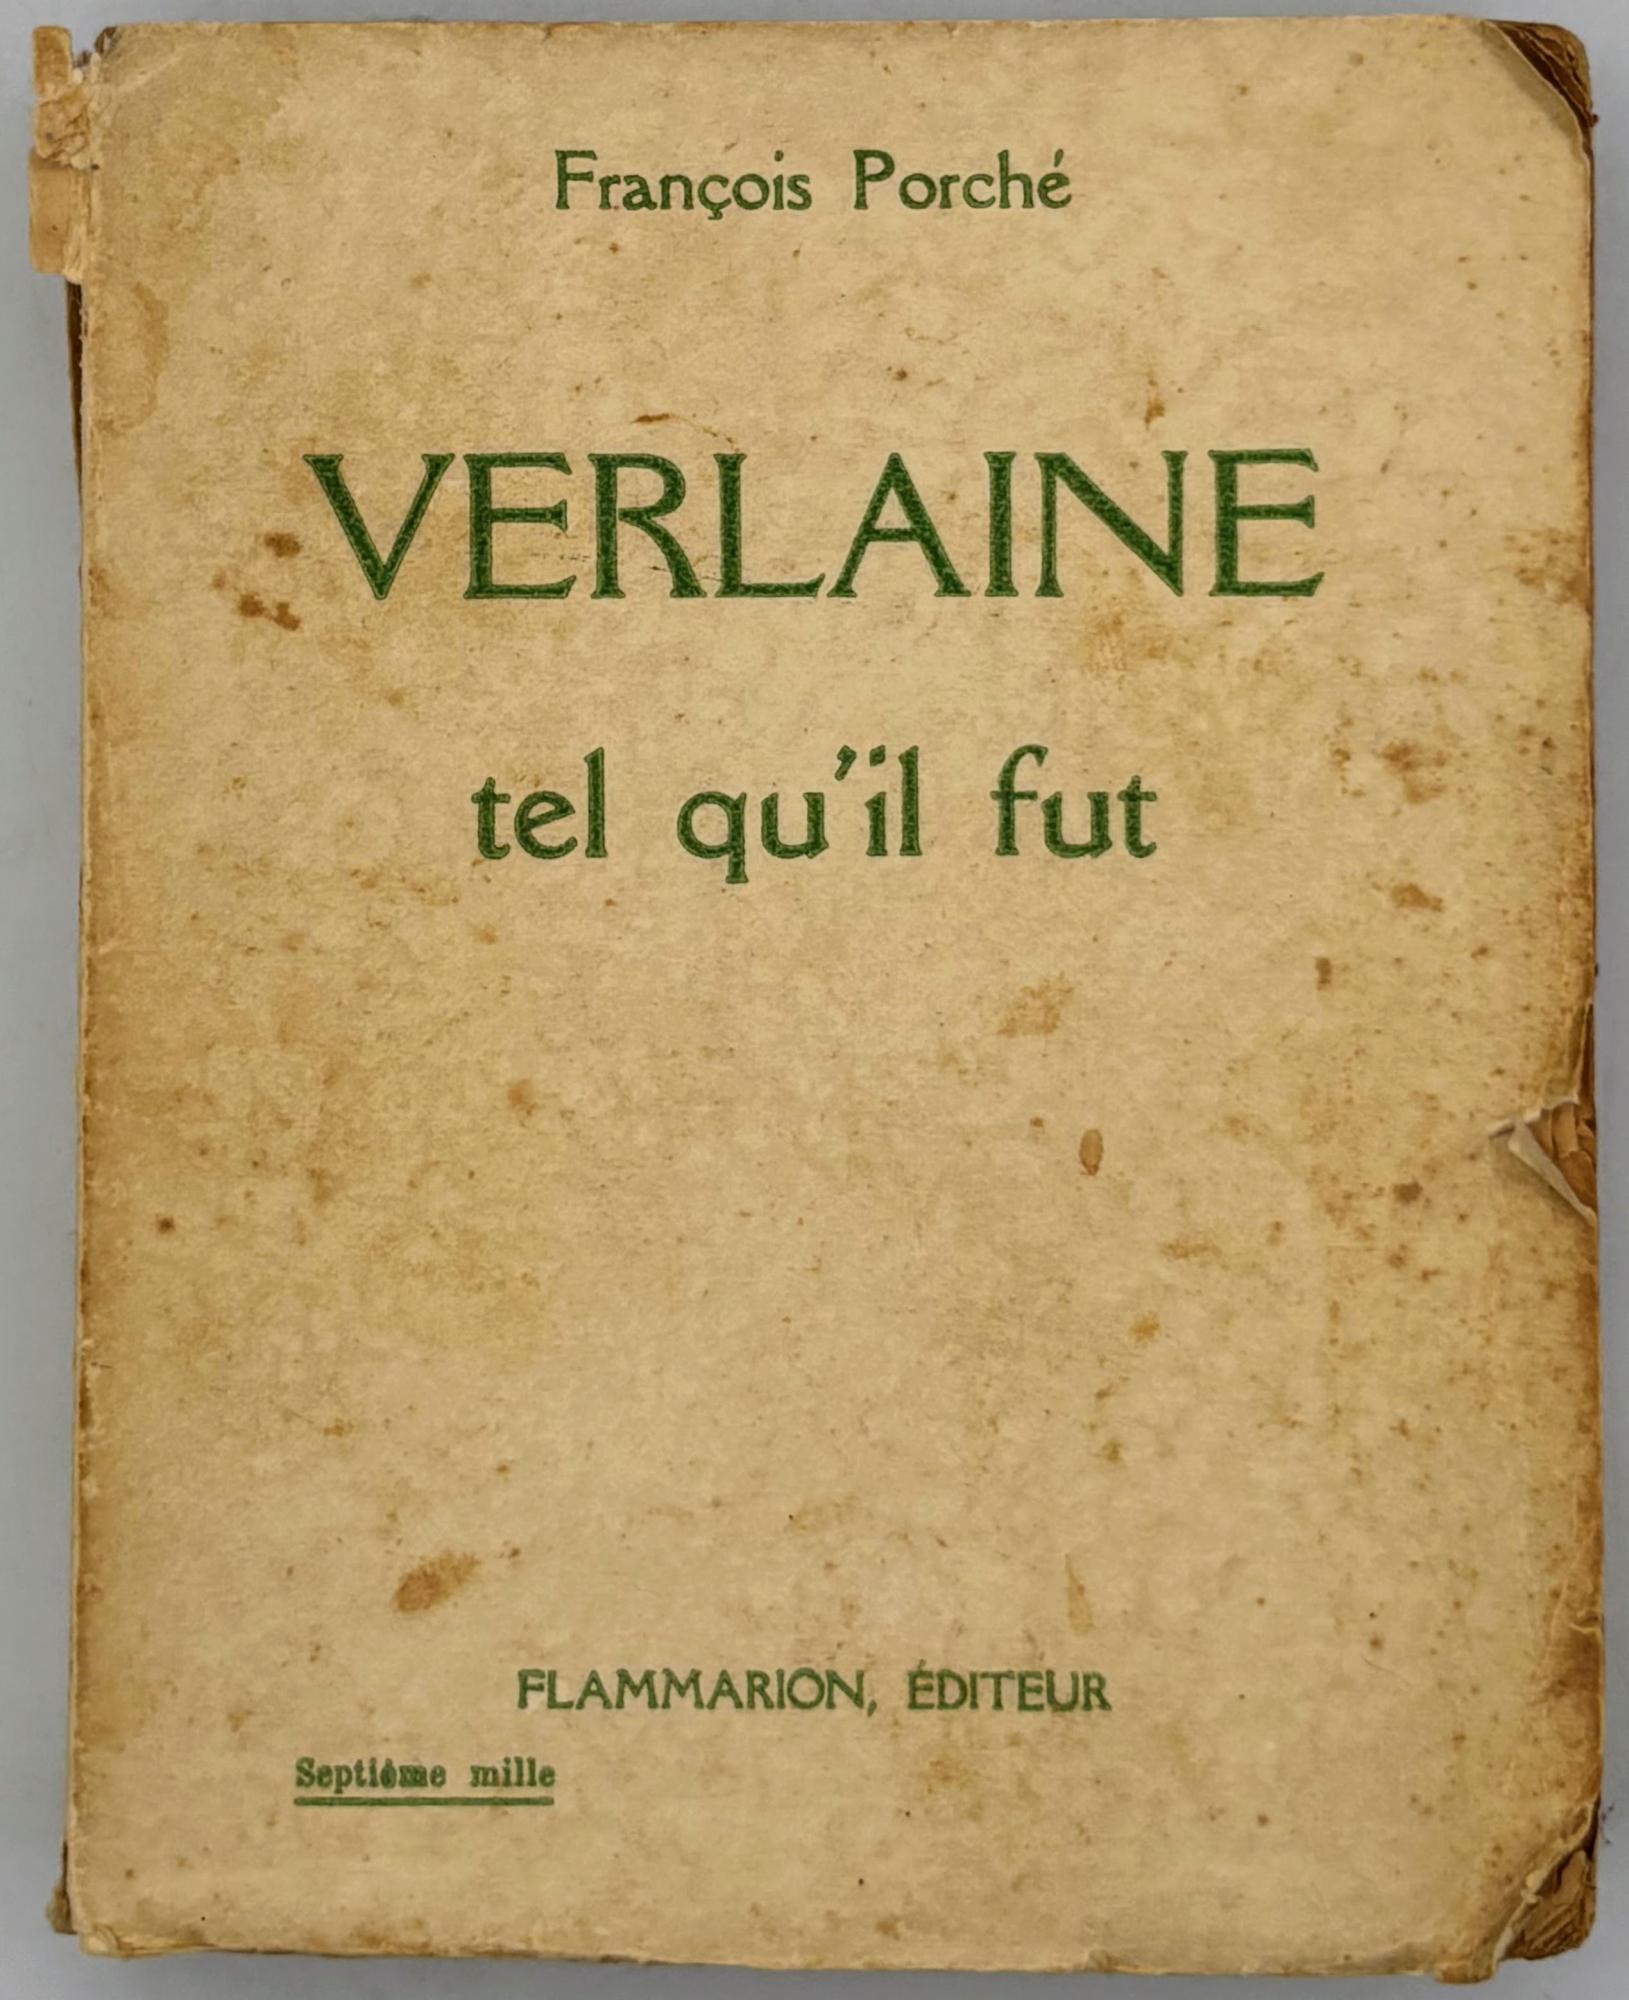 François Porché
VERLAINE
tel qu'il fut
FLAMMARION, ÉDITEUR
Septième mille